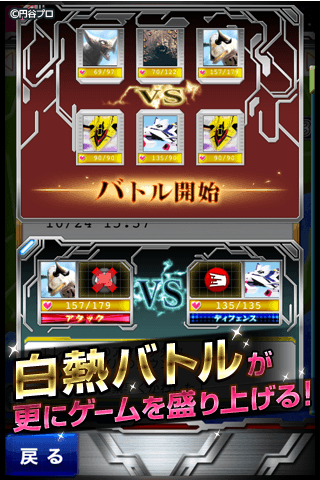 ©円谷プロ
63/97 70/127 157/179
VS
90/90 135/90 90/90
バトル開始
10/24 15:57
157/179 VS 135/135
アタック ディフェンス
白熱バトルが
更にゲームを盛り上げる!
戻る